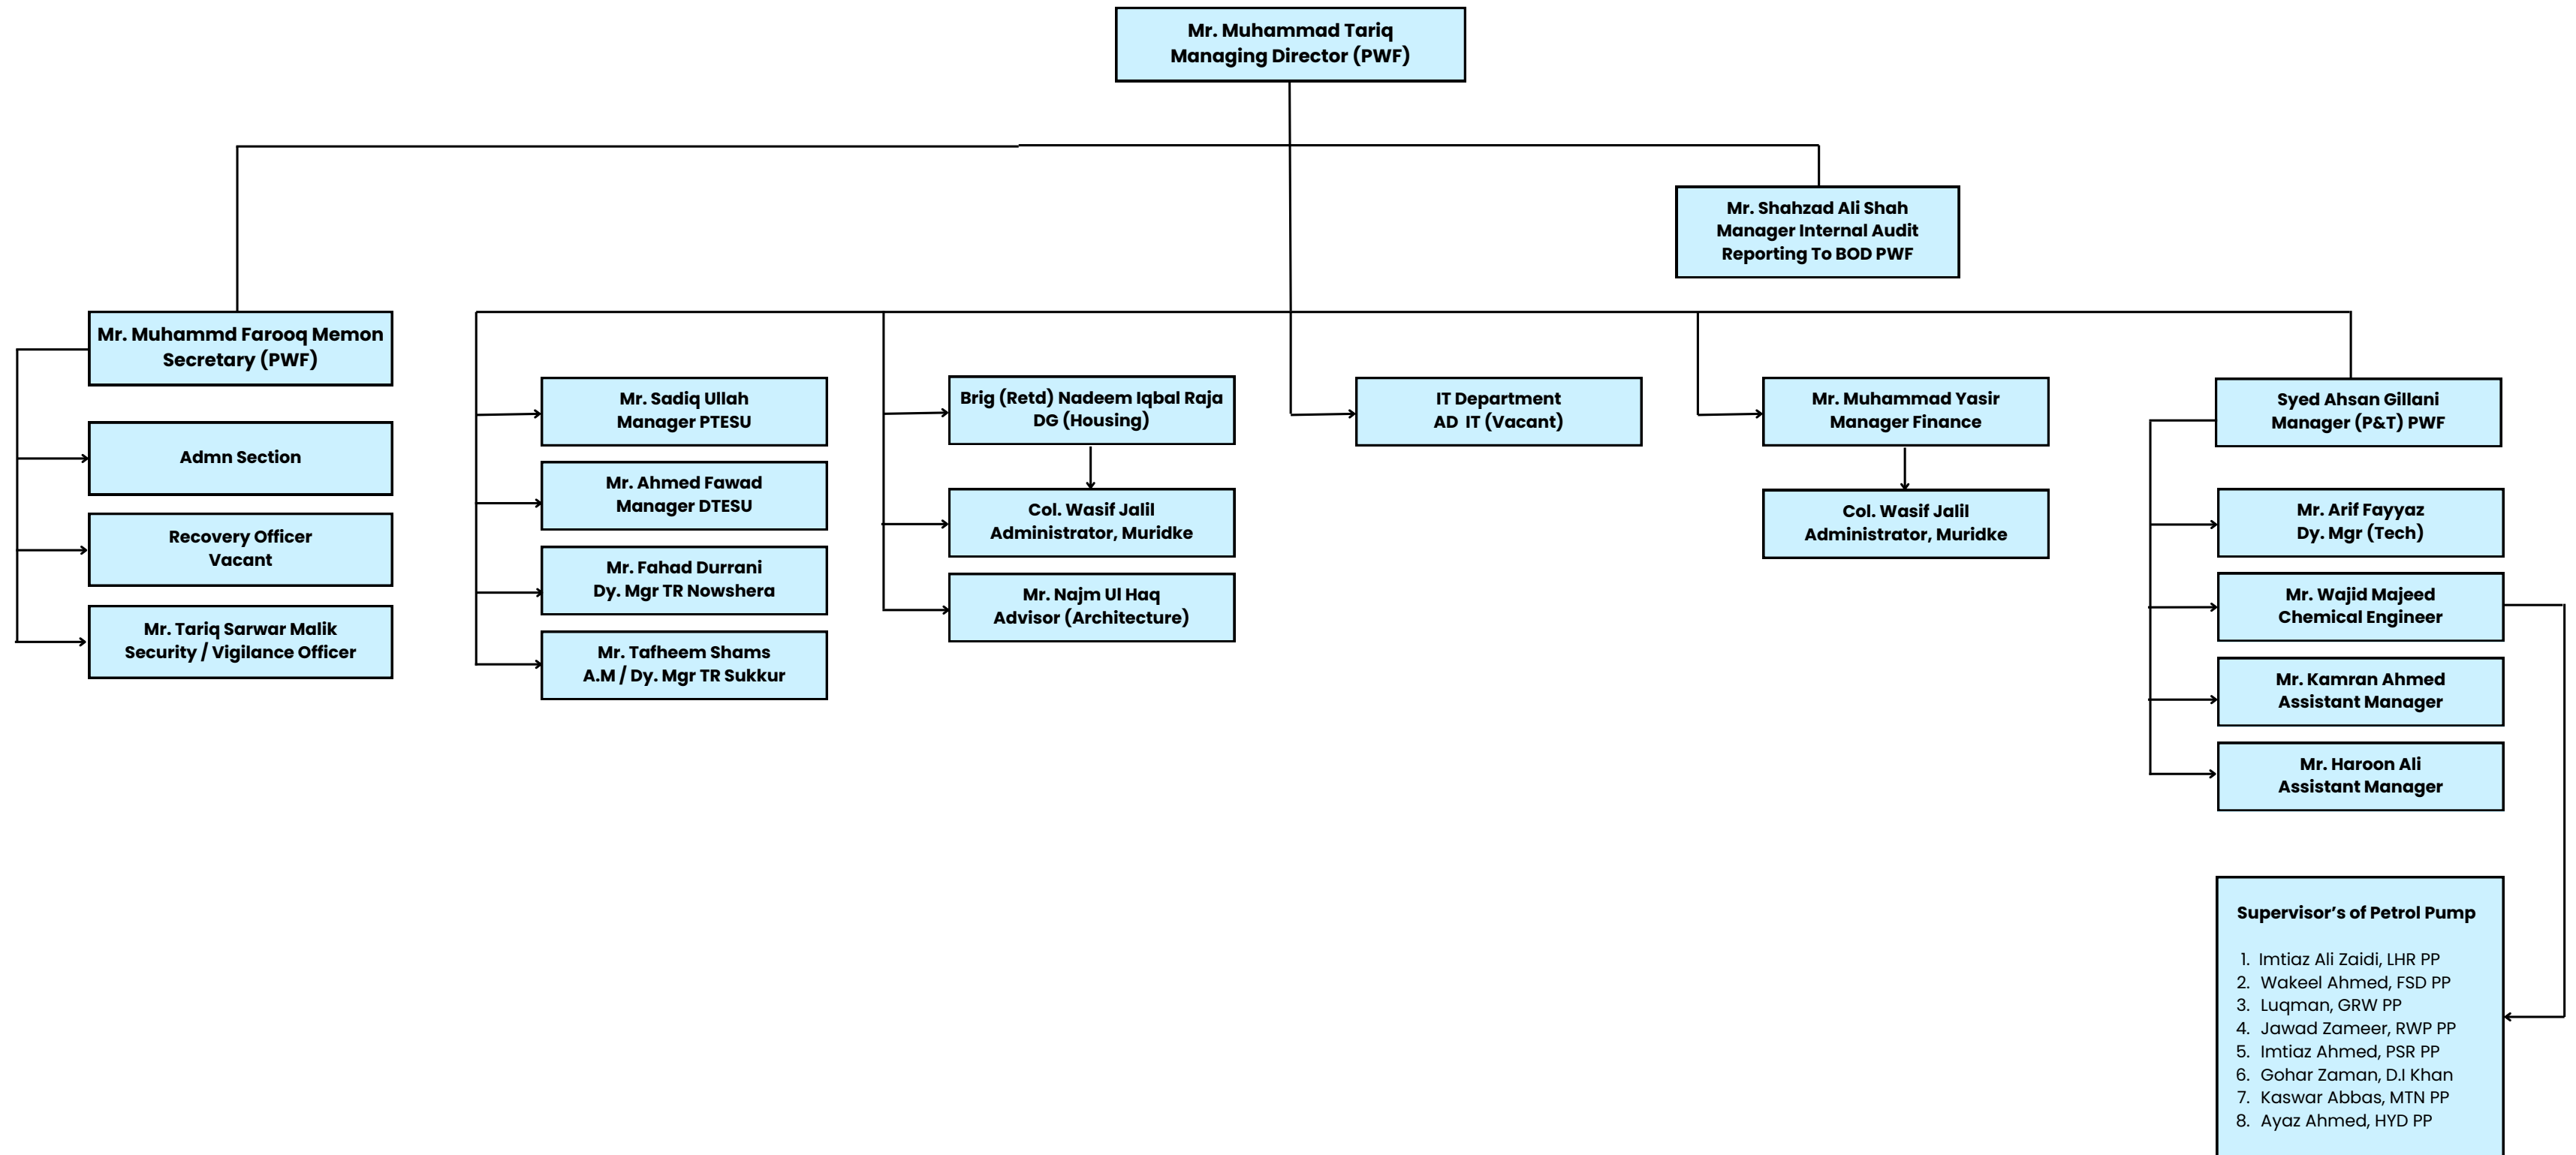 Mr. Muhammad Tariq
Managing Director (PWF)
Mr. Shahzad Ali Shah
Manager Internal Audit
Reporting To BOD PWF
Mr. Muhammd Farooq Memon
Secretary (PWF)
Admn Section
Recovery Officer
Vacant
Mr. Tariq Sarwar Malik
Security / Vigilance Officer
Mr. Sadiq Ullah
Manager PTESU
Mr. Ahmed Fawad
Manager DTESU
Mr. Fahad Durrani
Dy. Mgr TR Nowshera
Mr. Tafheem Shams
A.M / Dy. Mgr TR Sukkur
Brig (Retd) Nadeem Iqbal Raja
DG (Housing)
Col. Wasif Jalil
Administrator, Muridke
Mr. Najm Ul Haq
Advisor (Architecture)
IT Department
AD IT (Vacant)
Mr. Muhammad Yasir
Manager Finance
Col. Wasif Jalil
Administrator, Muridke
Syed Ahsan Gillani
Manager (P&T) PWF
Mr. Arif Fayyaz
Dy. Mgr (Tech)
Mr. Wajid Majeed
Chemical Engineer
Mr. Kamran Ahmed
Assistant Manager
Mr. Haroon Ali
Assistant Manager
Supervisor’s of Petrol Pump
1. Imtiaz Ali Zaidi, LHR PP
2. Wakeel Ahmed, FSD PP
3. Luqman, GRW PP
4. Jawad Zameer, RWP PP
5. Imtiaz Ahmed, PSR PP
6. Gohar Zaman, D.I Khan
7. Kaswar Abbas, MTN PP
8. Ayaz Ahmed, HYD PP